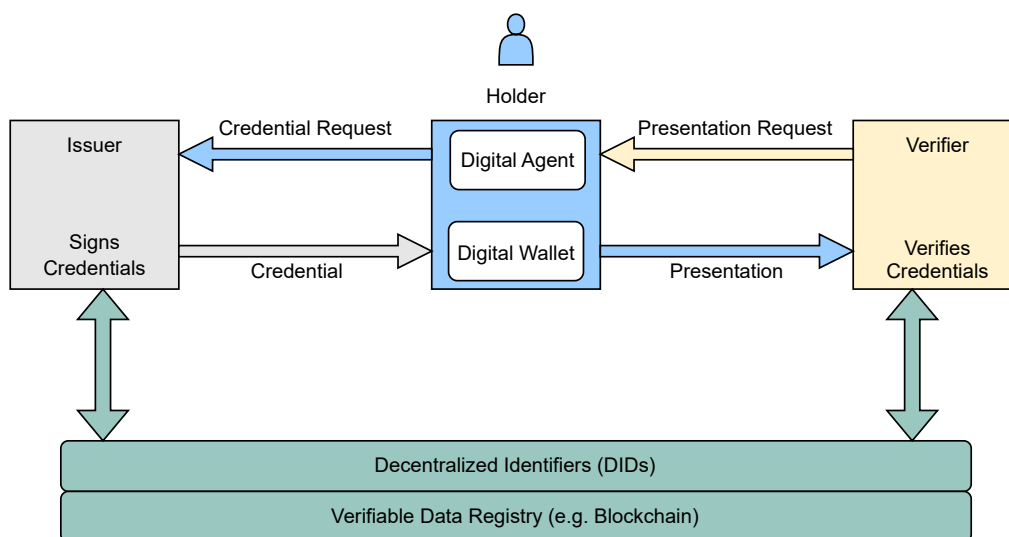 Holder
Credential Request
Presentation Request
Issuer
Digital Agent
Verifier
Signs
Credentials
Credential
Digital Wallet
Presentation
Verifies
Credentials
Decentralized Identifiers (DIDs)
Verifiable Data Registry (e.g. Blockchain)